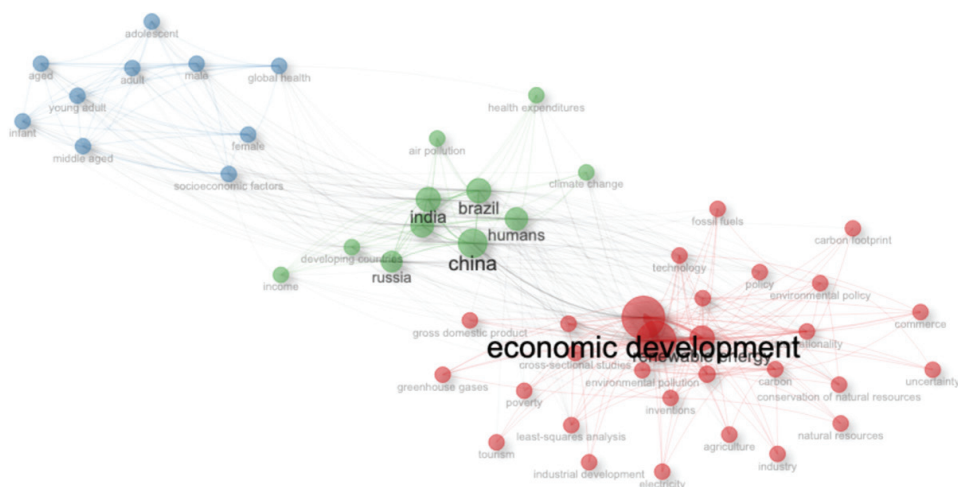 adolescent
aged
adult
male
global health
young adult
infant
middle aged
female
socioeconomic factors
health expenditures
air pollution
climate change
india
brazil
humans
china
developing countries
russia
income
fossil fuels
carbon footprint
technology
policy
environmental policy
commerce
gross domestic product
economic development
renewable energy
cross-sectional studies
environmental pollution
carbon
uncertainty
greenhouse gases
poverty
conservation of natural resources
inventions
least-squares analysis
agriculture
natural resources
tourism
industrial development
industry
electricity